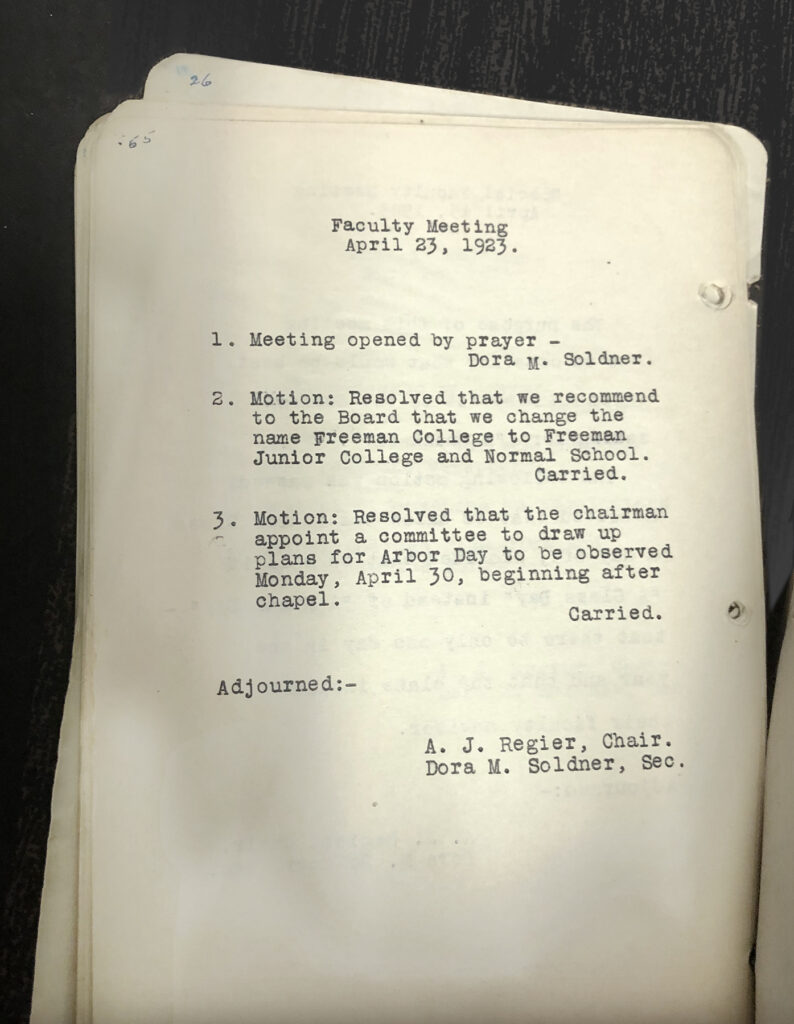 26
65
Faculty Meeting
April 23, 1923.
1. Meeting opened by prayer -
Dora M. Soldner.
2. Motion: Resolved that we recommend
to the Board that we change the
name Freeman College to Freeman
Junior College and Normal School.
Carried.
3. Motion: Resolved that the chairman
appoint a committee to draw up
plans for Arbor Day to be observed
Monday, April 30, beginning after
chapel.
Carried.
Adjourned:-
A. J. Regier, Chair.
Dora M. Soldner, Sec.